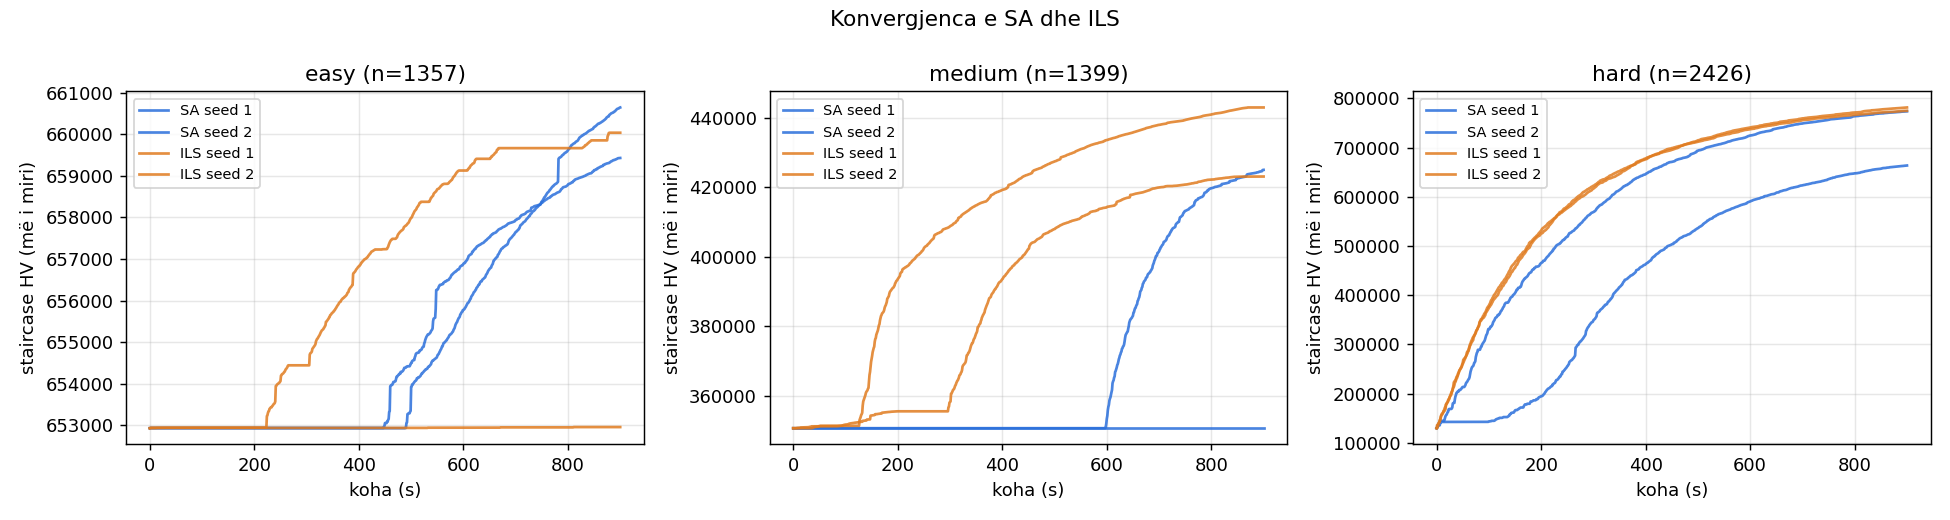 Konvergjenca e SA dhe ILS
easy (n=1357)
staircase HV (më i miri)
661000
660000
659000
658000
657000
656000
655000
654000
653000
SA seed 1
SA seed 2
ILS seed 1
ILS seed 2
0 200 400 600 800
koha (s)
medium (n=1399)
staircase HV (më i miri)
440000
420000
400000
380000
360000
SA seed 1
SA seed 2
ILS seed 1
ILS seed 2
0 200 400 600 800
koha (s)
hard (n=2426)
staircase HV (më i miri)
800000
700000
600000
500000
400000
300000
200000
100000
SA seed 1
SA seed 2
ILS seed 1
ILS seed 2
0 200 400 600 800
koha (s)